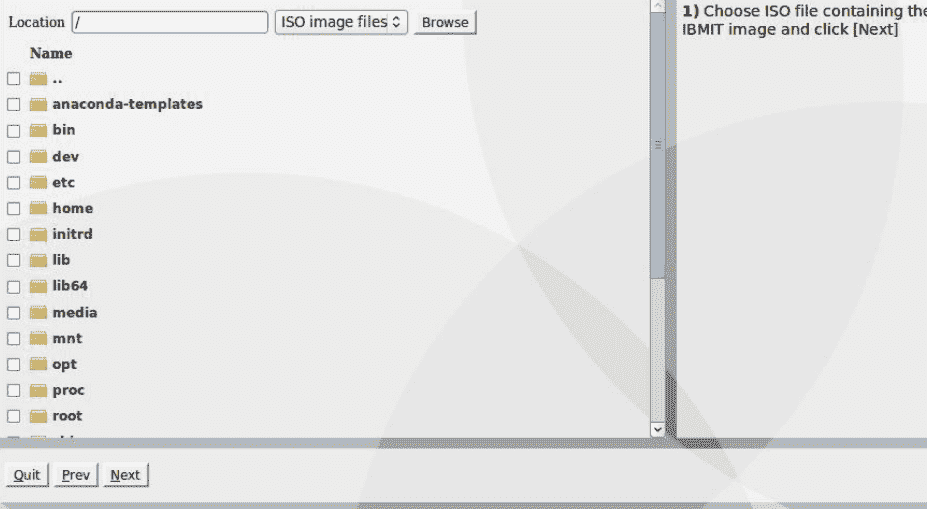 Location / ISO image files Browse
Name
..
anaconda-templates
bin
dev
etc
home
initrd
lib
lib64
media
mnt
opt
proc
root
Quit Prev Next
1) Choose ISO file containing the
IBMIT image and click [Next]